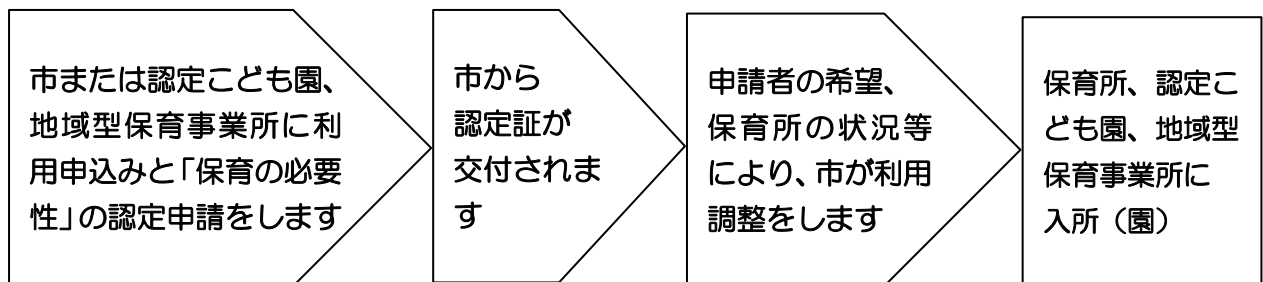 市または認定こども園、
地域型保育事業所に利
用申込みと「保育の必要
性」の認定申請をします
市から
認定証が
交付されま
す
申請者の希望、
保育所の状況等
により、市が利用
調整をします
保育所、認定こ
ども園、地域型
保育事業所に
入所（園）